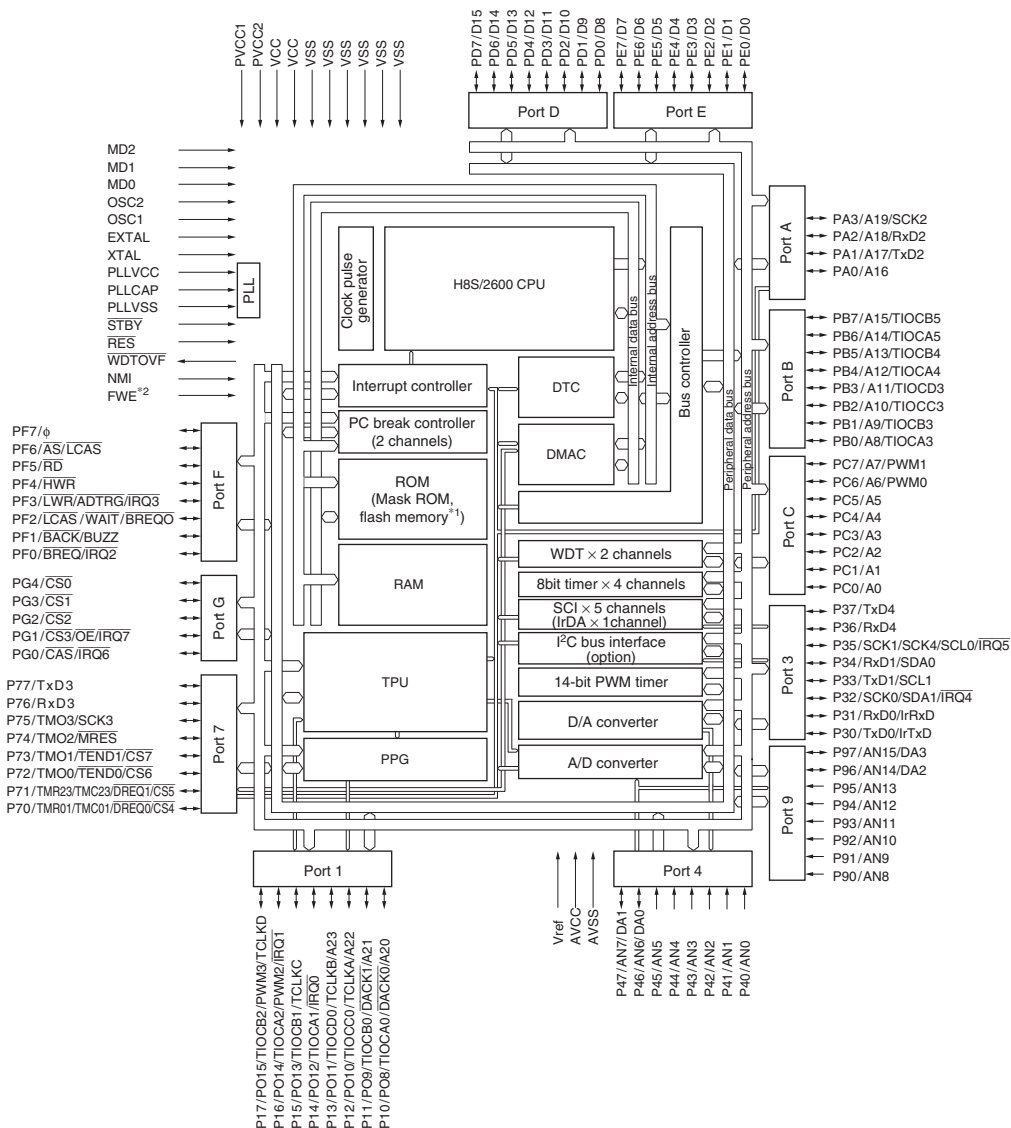 PVCC1
PVCC2
VCC
VCC
VSS
VSS
VSS
VSS
VSS
VSS
PD7/D15
PD6/D14
PD5/D13
PD4/D12
PD3/D11
PD2/D10
PD1/D9
PD0/D8
PE7/D7
PE6/D6
PE5/D5
PE4/D4
PE3/D3
PE2/D2
PE1/D1
PE0/D0
Port D
Port E
MD2
MD1
MD0
OSC2
OSC1
EXTAL
XTAL
PLLVCC
PLLCAP
PLLVSS
STBY
RES
WDTOVF
NMI
FWE*2
PLL
Clock pulse
generator
H8S/2600 CPU
Internal data bus
Internal address bus
Bus controller
Peripheral data bus
Peripheral address bus
Interrupt controller
PC break controller
(2 channels)
DTC
DMAC
ROM
(Mask ROM,
flash memory*1)
RAM
TPU
PPG
WDT × 2 channels
8bit timer × 4 channels
SCI × 5 channels
(IrDA × 1channel)
I2C bus interface
(option)
14-bit PWM timer
D/A converter
A/D converter
Port A
PA3/A19/SCK2
PA2/A18/RxD2
PA1/A17/TxD2
PA0/A16
Port B
PB7/A15/TIOCB5
PB6/A14/TIOCA5
PB5/A13/TIOCB4
PB4/A12/TIOCA4
PB3/A11/TIOCD3
PB2/A10/TIOCC3
PB1/A9/TIOCB3
PB0/A8/TIOCA3
Port C
PC7/A7/PWM1
PC6/A6/PWM0
PC5/A5
PC4/A4
PC3/A3
PC2/A2
PC1/A1
PC0/A0
Port 3
P37/TxD4
P36/RxD4
P35/SCK1/SCK4/SCL0/IRQ5
P34/RxD1/SDA0
P33/TxD1/SCL1
P32/SCK0/SDA1/IRQ4
P31/RxD0/IrRxD
P30/TxD0/IrTxD
Port 9
P97/AN15/DA3
P96/AN14/DA2
P95/AN13
P94/AN12
P93/AN11
P92/AN10
P91/AN9
P90/AN8
PF7/ϕ
PF6/AS/LCAS
PF5/RD
PF4/HWR
PF3/LWR/ADTRG/IRQ3
PF2/LCAS/WAIT/BREQO
PF1/BACK/BUZZ
PF0/BREQ/IRQ2
Port F
PG4/CS0
PG3/CS1
PG2/CS2
PG1/CS3/OE/IRQ7
PG0/CAS/IRQ6
Port G
P77/TxD3
P76/RxD3
P75/TMO3/SCK3
P74/TMO2/MRES
P73/TMO1/TEND1/CS7
P72/TMO0/TEND0/CS6
P71/TMR23/TMC23/DREQ1/CS5
P70/TMR01/TMC01/DREQ0/CS4
Port 7
Port 1
P17/PO15/TIOCB2/PWM3/TCLKD
P16/PO14/TIOCA2/PWM2/IRQ1
P15/PO13/TIOCB1/TCLKC
P14/PO12/TIOCA1/IRQ0
P13/PO11/TIOCD0/TCLKB/A23
P12/PO10/TIOCC0/TCLKA/A22
P11/PO9/TIOCB0/DACK1/A21
P10/PO8/TIOCA0/DACK0/A20
Vref
AVCC
AVSS
Port 4
P47/AN7/DA1
P46/AN6/DA0
P45/AN5
P44/AN4
P43/AN3
P42/AN2
P41/AN1
P40/AN0